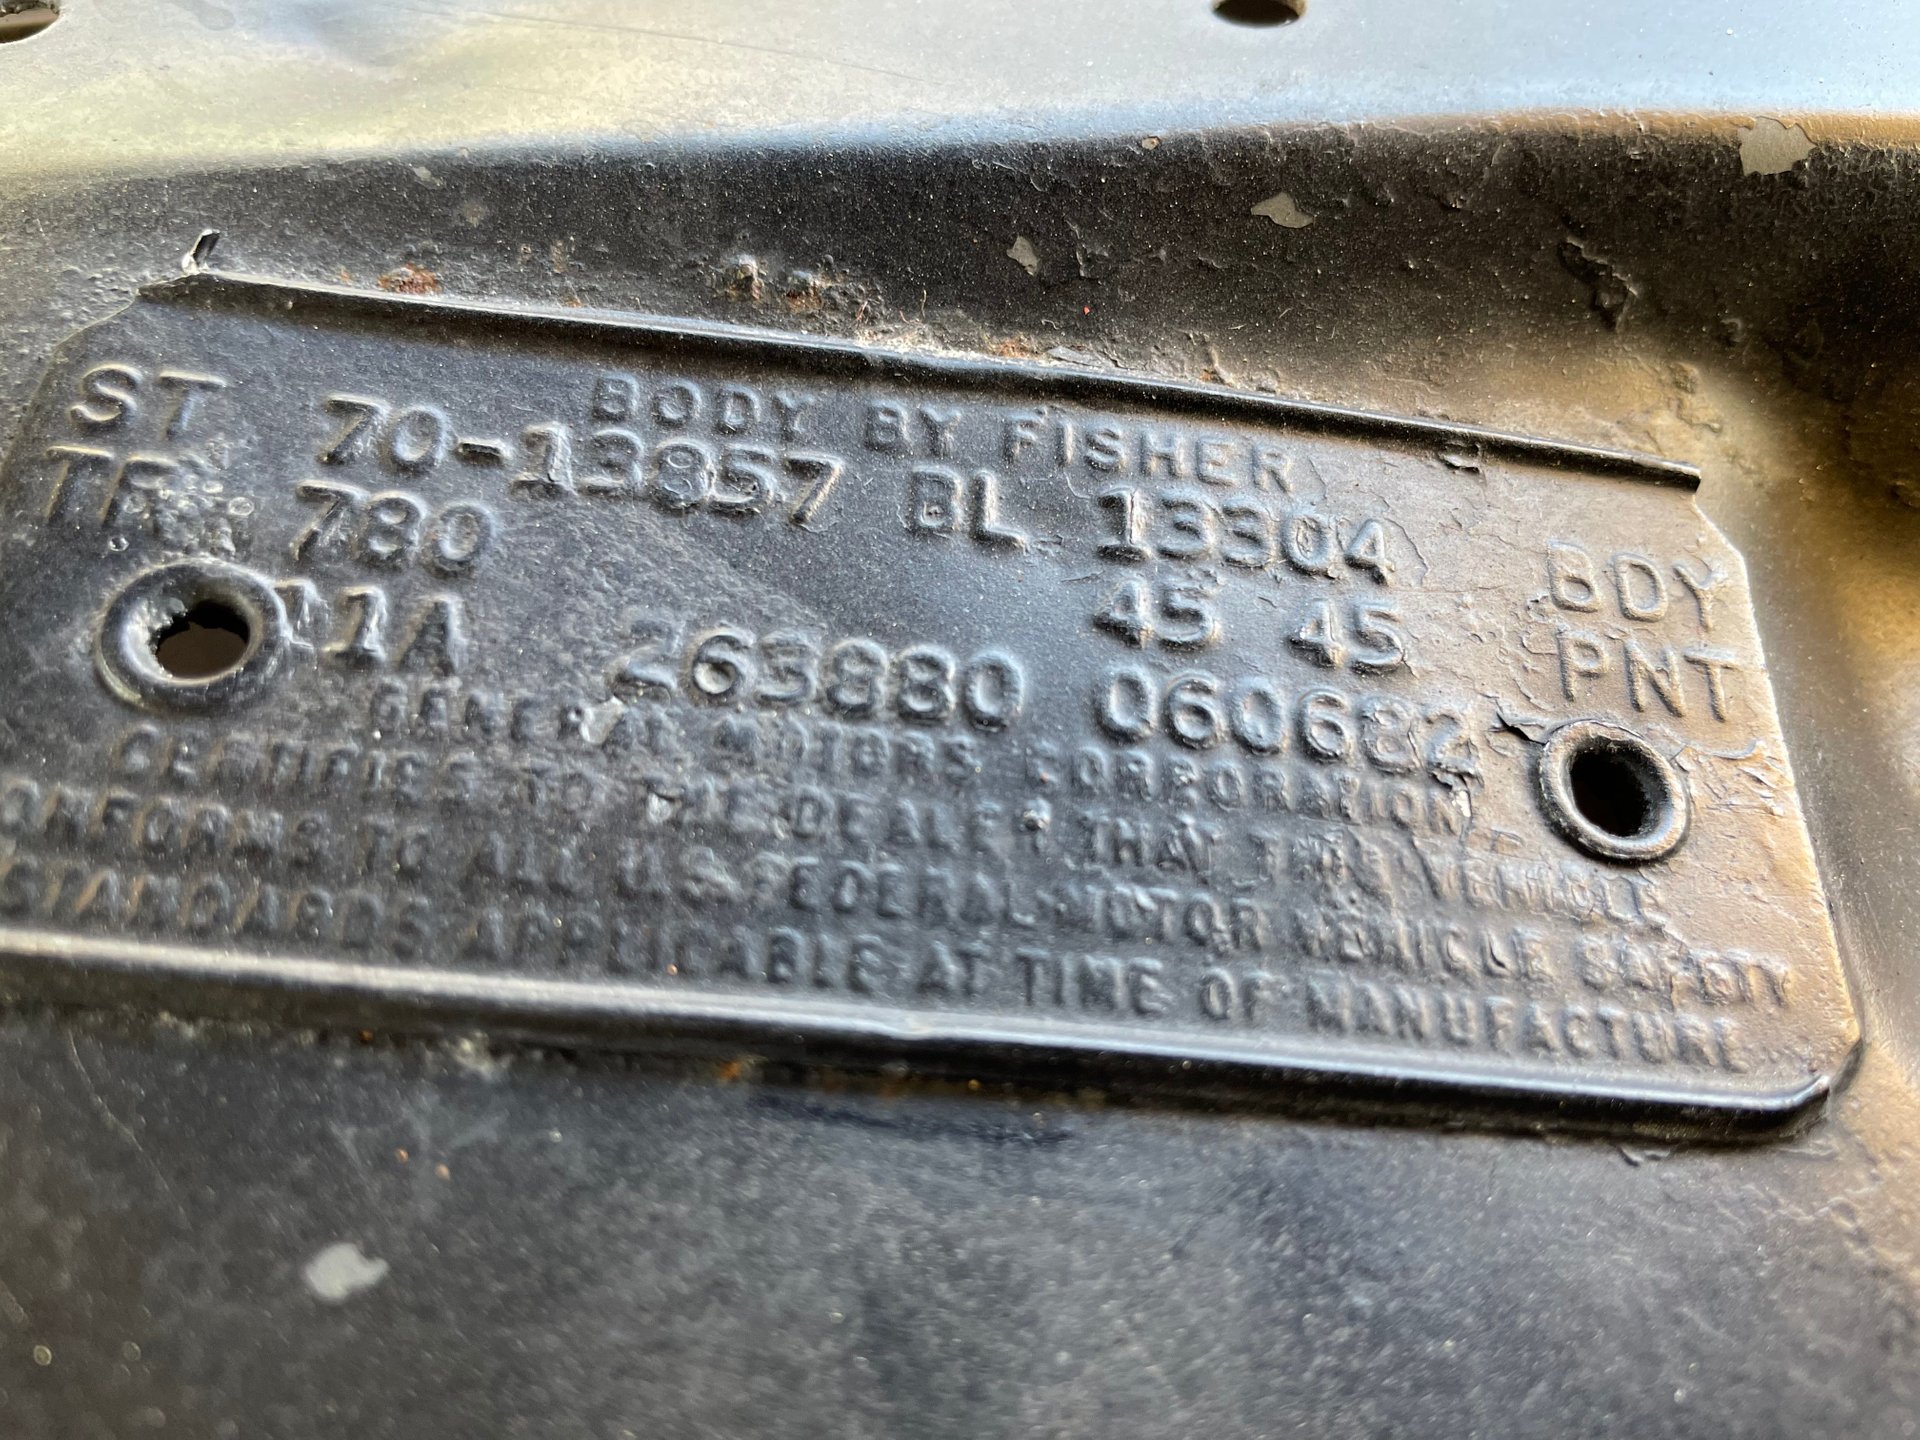 BODY BY FISHER
ST 70-13857 BL 13304 BDY
TR 780 45 45 PNT
11A 263880 060682
GENERAL MOTORS CORPORATION
CERTIFIES TO THE DEALER THAT THE VEHICLE
CONFORMS TO ALL U.S. FEDERAL MOTOR VEHICLE SAFETY
STANDARDS APPLICABLE AT TIME OF MANUFACTURE